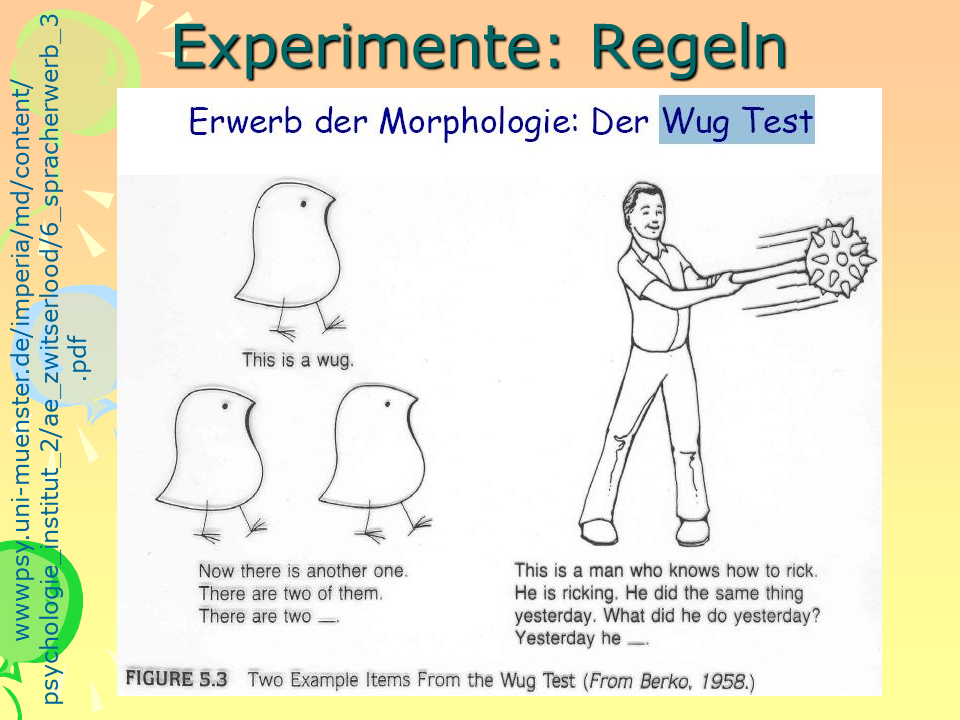 Experimente: Regeln
wwwpsy.uni-muenster.de/imperia/md/content/
psychologie_institut_2/ae_zwitserlood/6_spracherwerb_3
.pdf
Erwerb der Morphologie: Der Wug Test
This is a wug.
Now there is another one.
There are two of them.
There are two __.
This is a man who knows how to rick.
He is ricking. He did the same thing
yesterday. What did he do yesterday?
Yesterday he __.
FIGURE 5.3 Two Example Items From the Wug Test (From Berko, 1958.)